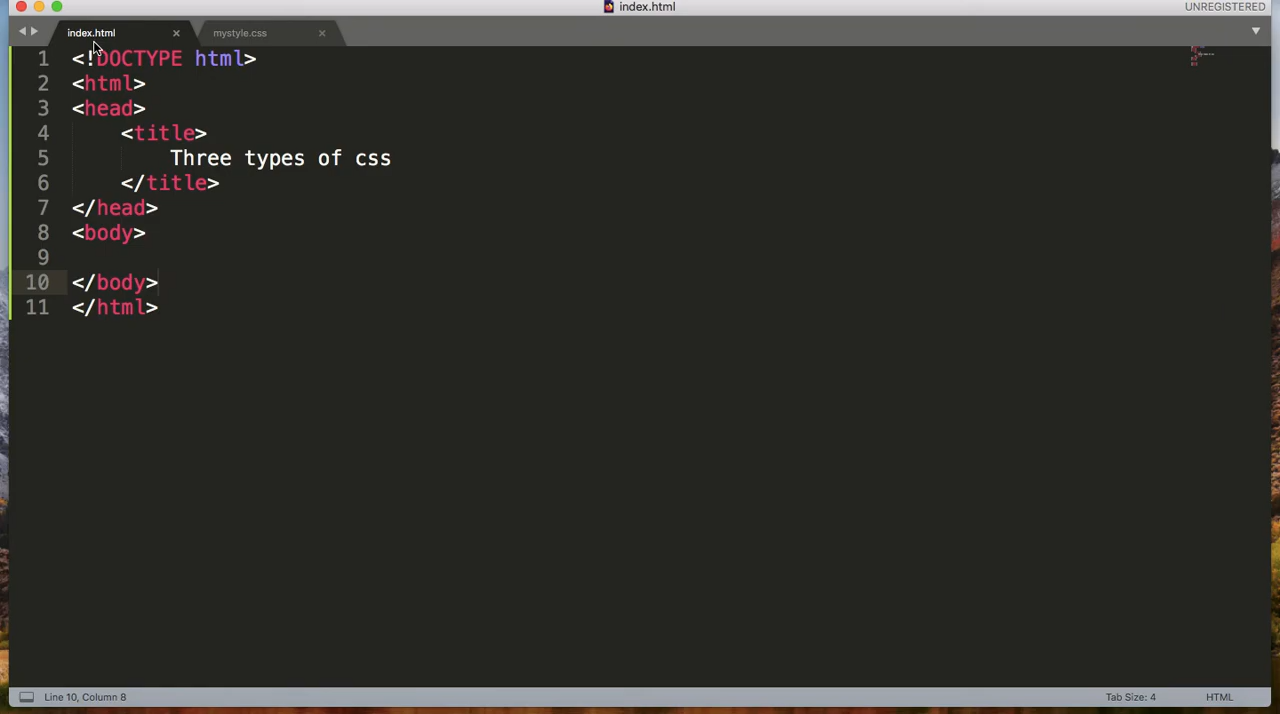 index.html
UNREGISTERED
index.html
mystyle.css
1 <!DOCTYPE html>
2 <html>
3 <head>
4 <title>
5 Three types of css
6 </title>
7 </head>
8 <body>
9
10 </body>
11 </html>
Line 10, Column 8
Tab Size: 4
HTML